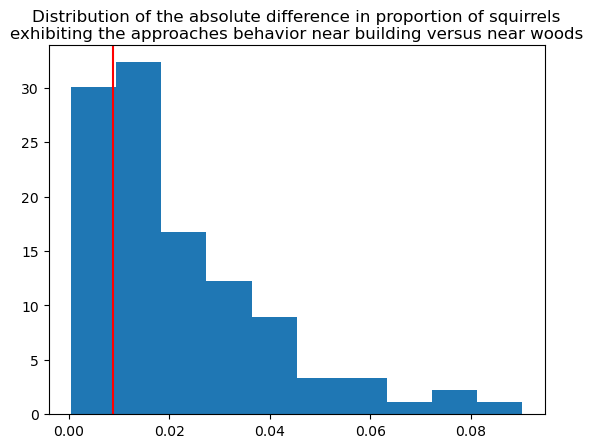 Distribution of the absolute difference in proportion of squirrels
exhibiting the approaches behavior near building versus near woods
30
25
20
15
10
5
0
0.00 0.02 0.04 0.06 0.08